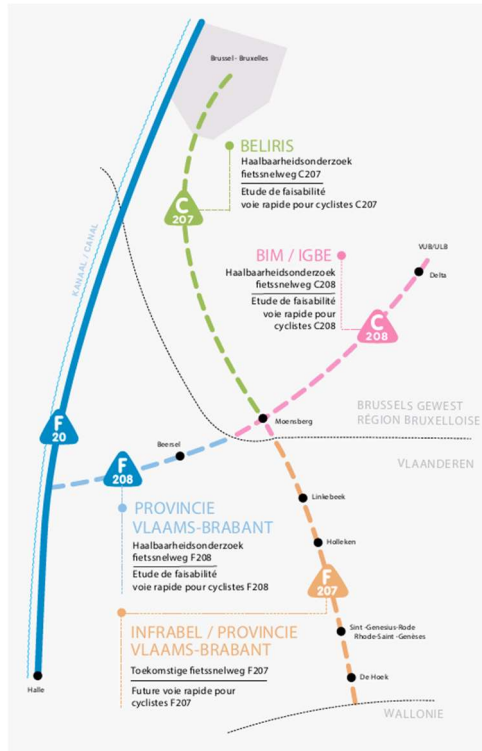 Brussel - Bruxelles
BELIRIS
Haalbaarheidsonderzoek
fietssnelweg C207
Etude de faisabilité
voie rapide pour cyclistes C207
C
207
KANAAL / CANAL
BIM / IGBE
Haalbaarheidsonderzoek
fietssnelweg C208
Etude de faisabilité
voie rapide pour
cyclistes C208
VUB/ULB
Delta
C
208
BRUSSELS GEWEST
RÉGION BRUXELLOISE
Moensberg
F
20
Beersel
VLAANDEREN
F
208
Linkebeek
PROVINCIE
VLAAMS-BRABANT
Haalbaarheidsonderzoek
fietssnelweg F208
Etude de faisabilité
voie rapide pour cyclistes F208
Holleken
F
207
INFRABEL / PROVINCIE
VLAAMS-BRABANT
Toekomstige fietssnelweg F207
Future voie rapide pour
cyclistes F207
Sint -Genesius-Rode
Rhode-Saint -Genèses
De Hoek
Halle
WALLONIE